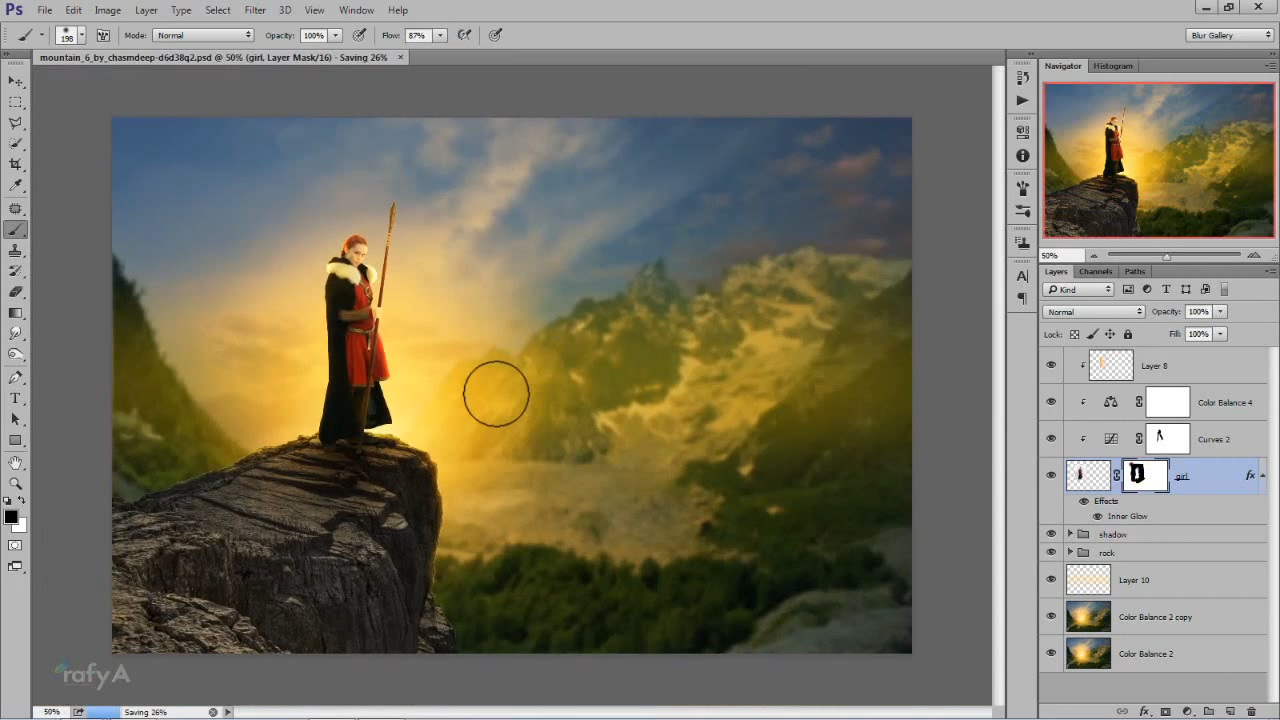 Ps File Edit Image Layer Type Select Filter 3D View Window Help
198 Mode: Normal Opacity: 100% Flow: 87% Blur Gallery
mountain_6_by_chasmdeep-d6d38q2.psd @ 50% (girl, Layer Mask/16) - Saving 26% ×
Navigator Histogram
50%
Layers Channels Paths
Kind
Normal Opacity: 100%
Lock: Fill: 100%
Layer 8
Color Balance 4
Curves 2
girl fx
Effects
Inner Glow
shadow
rock
Layer 10
Color Balance 2 copy
Color Balance 2
rafyA
50% Saving 26%
fx